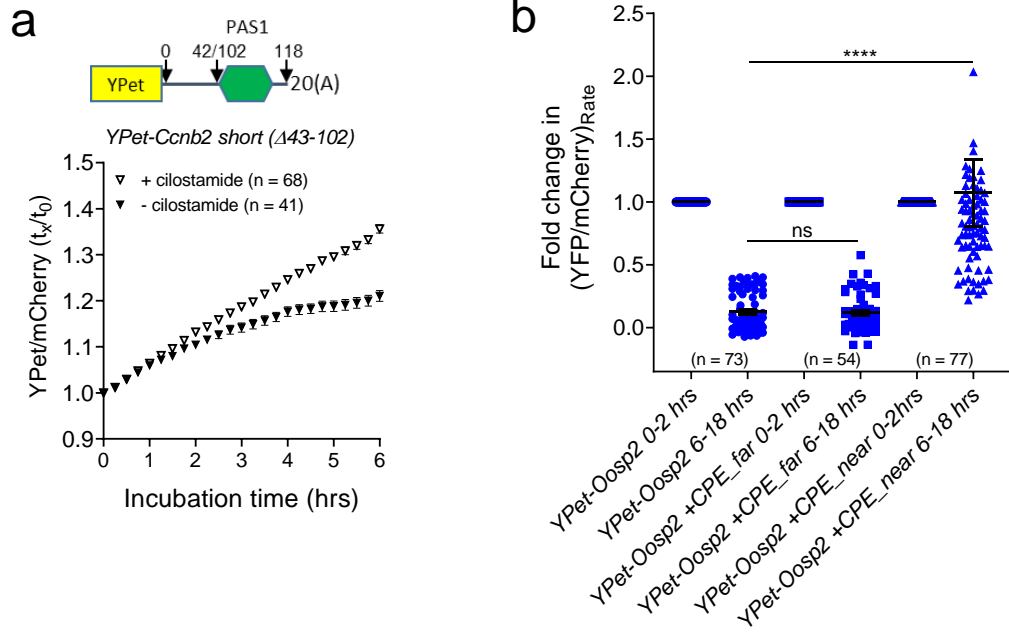 a
PAS1
0 42/102 118
YPet
20(A)
YPet-Ccnb2 short (Δ43-102)
+ cilostamide (n = 68)
- cilostamide (n = 41)
YPet/mCherry (tx/t0)
1.5
1.4
1.3
1.2
1.1
1.0
0.9
0 1 2 3 4 5 6
Incubation time (hrs)
b
Fold change in
(YFP/mCherry)Rate
2.5
2.0
1.5
1.0
0.5
0.0
****
ns
(n = 73) (n = 54) (n = 77)
YPet-Oosp2 0-2 hrs
YPet-Oosp2 6-18 hrs
YPet-Oosp2 +CPE_far 0-2 hrs
YPet-Oosp2 +CPE_far 6-18 hrs
YPet-Oosp2 +CPE_near 0-2hrs
YPet-Oosp2 +CPE_near 6-18 hrs